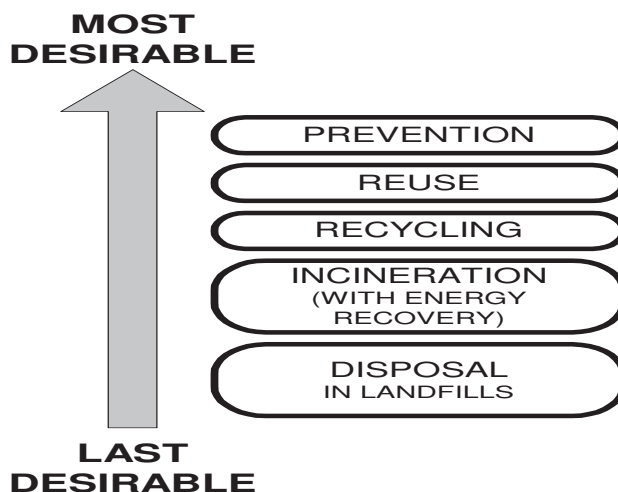 MOST
DESIRABLE
PREVENTION
REUSE
RECYCLING
INCINERATION
(WITH ENERGY
RECOVERY)
DISPOSAL
IN LANDFILLS
LAST
DESIRABLE